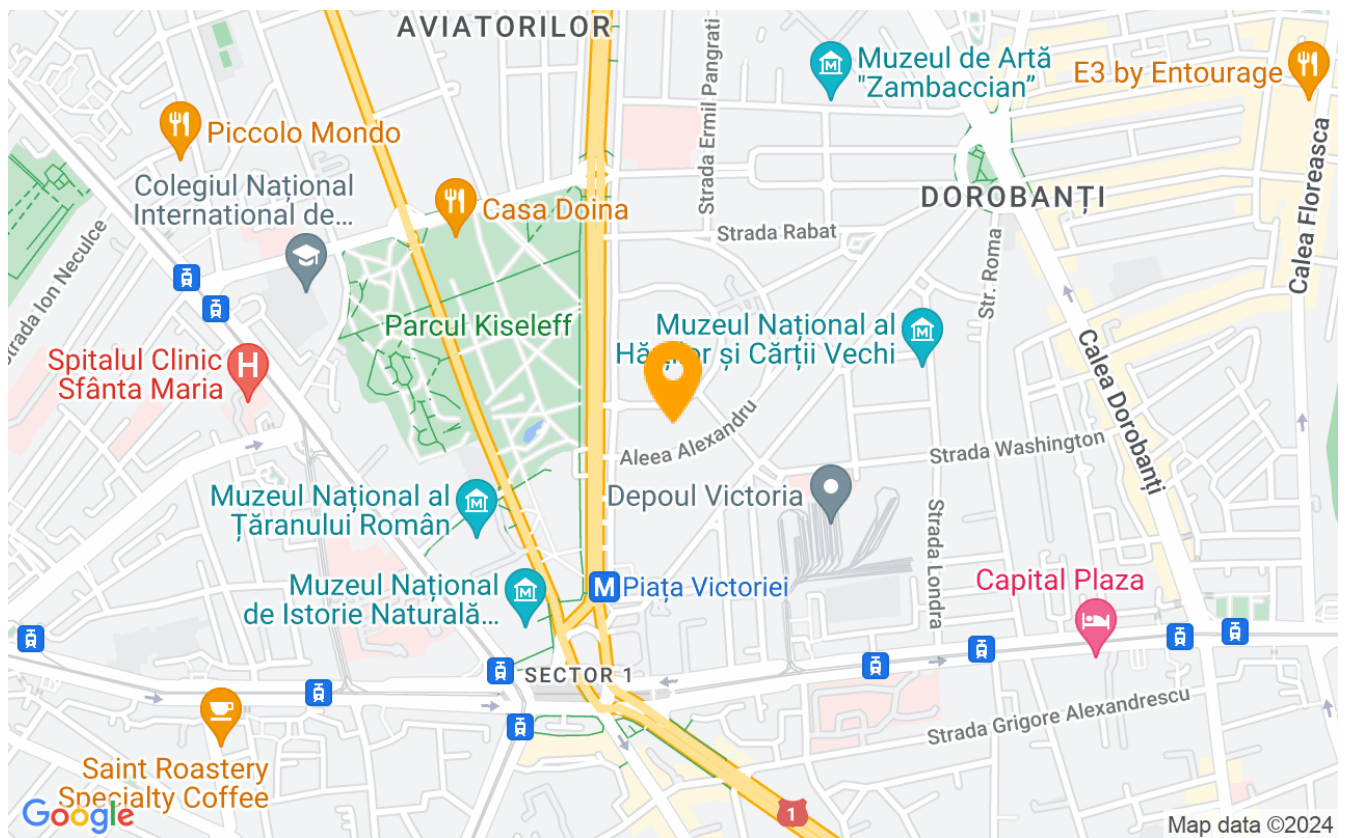 AVIATORILOR
Muzeul de Artă
"Zambaccian”
E3 by Entourage
Piccolo Mondo
Strada Ermil Pangrati
Calea Floreasca
Colegiul Național
International de...
Casa Doina
DOROBANȚI
Strada Rabat
Strada Ion Neculce
Str. Roma
Parcul Kiseleff
Muzeul Național al
Hărților și Cărții Vechi
Spitalul Clinic
Sfânta Maria
H
Calea Dorobanți
Aleea Alexandru
Strada Washington
Muzeul Național al
Țăranului Român
Depoul Victoria
Strada Londra
Muzeul Național
de Istorie Naturală...
M
Piața Victoriei
Capital Plaza
SECTOR 1
Strada Grigore Alexandrescu
Saint Roastery
Specialty Coffee
Google
1
Map data ©2024